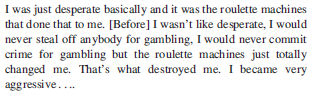 I was just desperate basically and it was the roulette machines
that done that to me. [Before] I wasn't like desperate, I would
never steal off anybody for gambling, I would never commit
crime for gambling but the roulette machines just totally
changed me. That's what destroyed me. I became very
aggressive . . ..